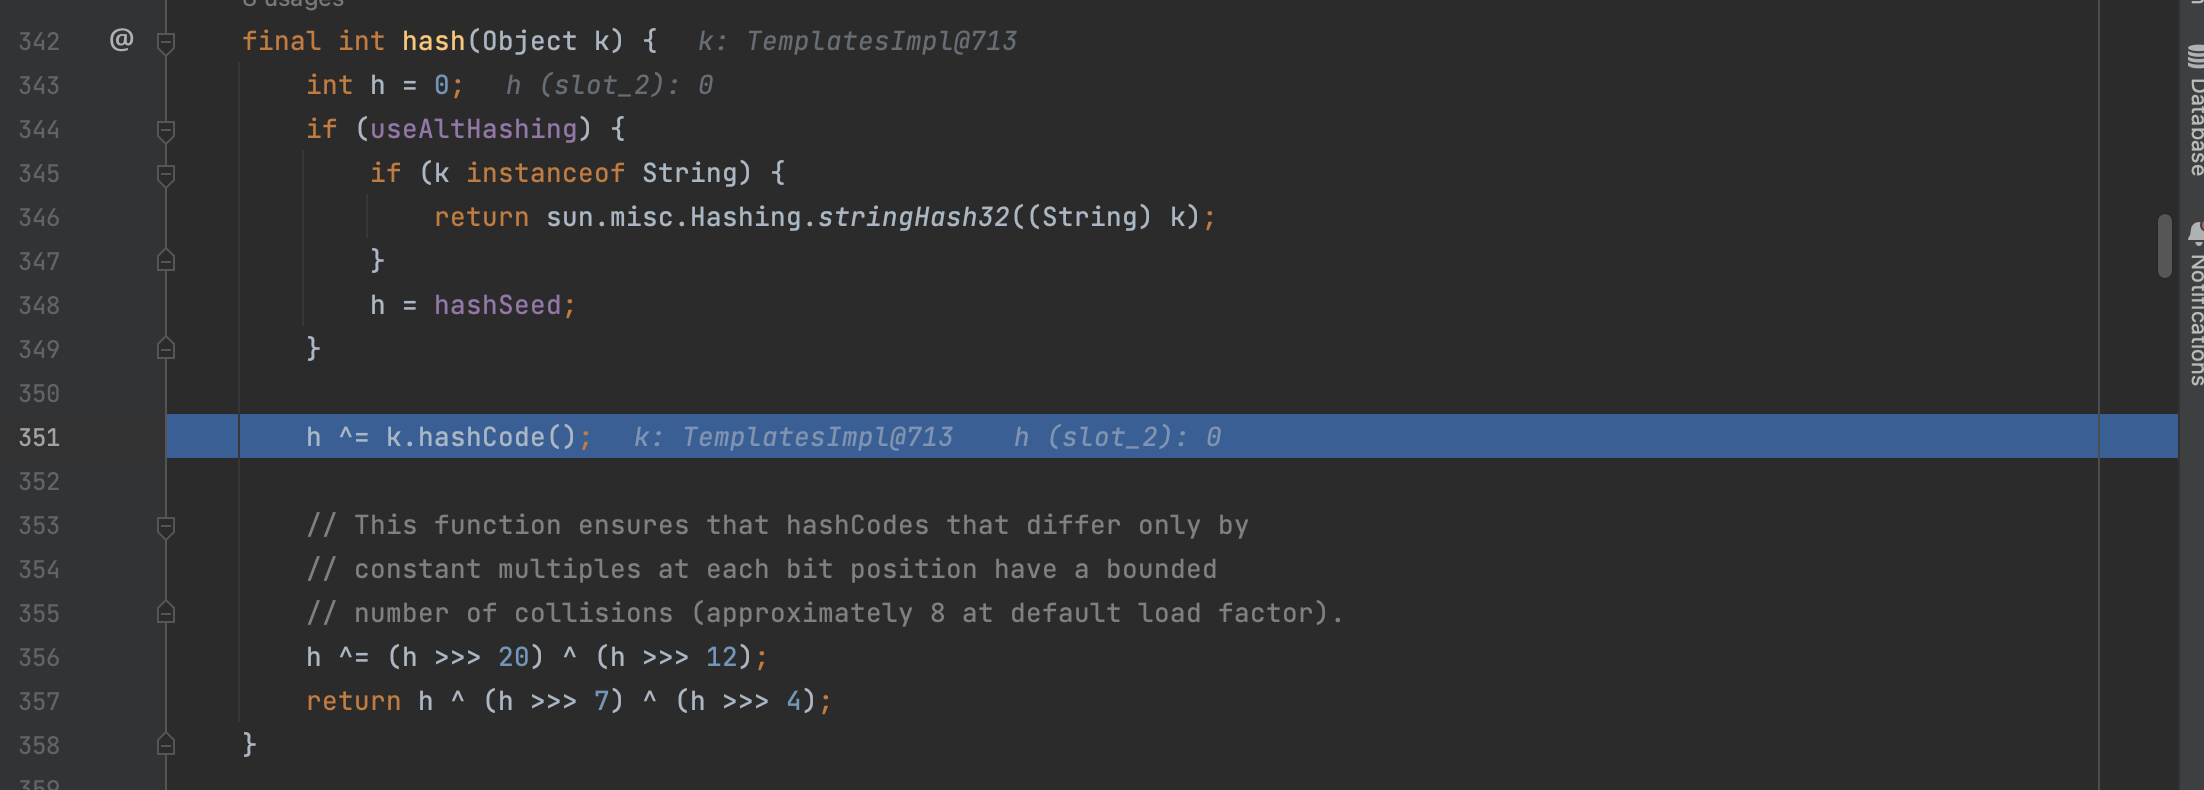 8 usages
342 @ final int hash(Object k) { k: TemplatesImpl@713
343 int h = 0; h (slot_2): 0
344 if (useAltHashing) {
345 if (k instanceof String) {
346 return sun.misc.Hashing.stringHash32((String) k);
347 }
348 h = hashSeed;
349 }
350
351 h ^= k.hashCode(); k: TemplatesImpl@713 h (slot_2): 0
352
353 // This function ensures that hashCodes that differ only by
354 // constant multiples at each bit position have a bounded
355 // number of collisions (approximately 8 at default load factor).
356 h ^= (h >>> 20) ^ (h >>> 12);
357 return h ^ (h >>> 7) ^ (h >>> 4);
358 }
359
Database
Notifications